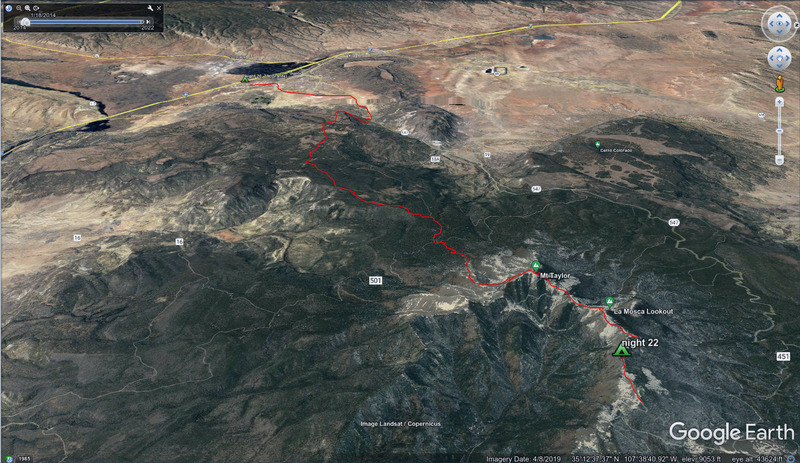 1/18/2014
2014
2022
Cerro Colorado
547
547
16
16
501
Mt Taylor
La Mosca Lookout
night 22
451
Image Landsat / Copernicus
Google Earth
1985
Imagery Date: 4/8/2019 35°12'37.37" N 107°38'40.92" W elev 9053 ft eye alt 43624 ft